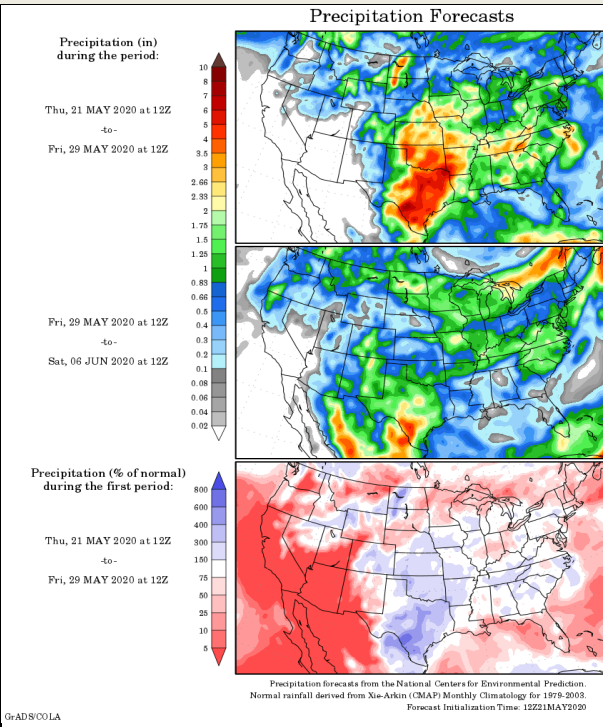 Precipitation Forecasts
Precipitation (in)
during the period:
Thu, 21 MAY 2020 at 12Z
-to-
Fri, 29 MAY 2020 at 12Z
10
8
7
6
5
4
3.5
3
2.66
2.33
2
1.75
1.5
1.25
1
0.83
0.66
0.5
0.4
0.3
0.2
0.1
0.08
0.06
0.04
0.02
Fri, 29 MAY 2020 at 12Z
-to-
Sat, 06 JUN 2020 at 12Z
Precipitation (% of normal)
during the first period:
Thu, 21 MAY 2020 at 12Z
-to-
Fri, 29 MAY 2020 at 12Z
800
600
400
300
150
75
50
25
10
5
Precipitation forecasts from the National Centers for Environmental Prediction.
Normal rainfall derived from Xie-Arkin (CMAP) Monthly Climatology for 1979-2003.
Forecast Initialization Time: 12Z21MAY2020
GrADS/COLA